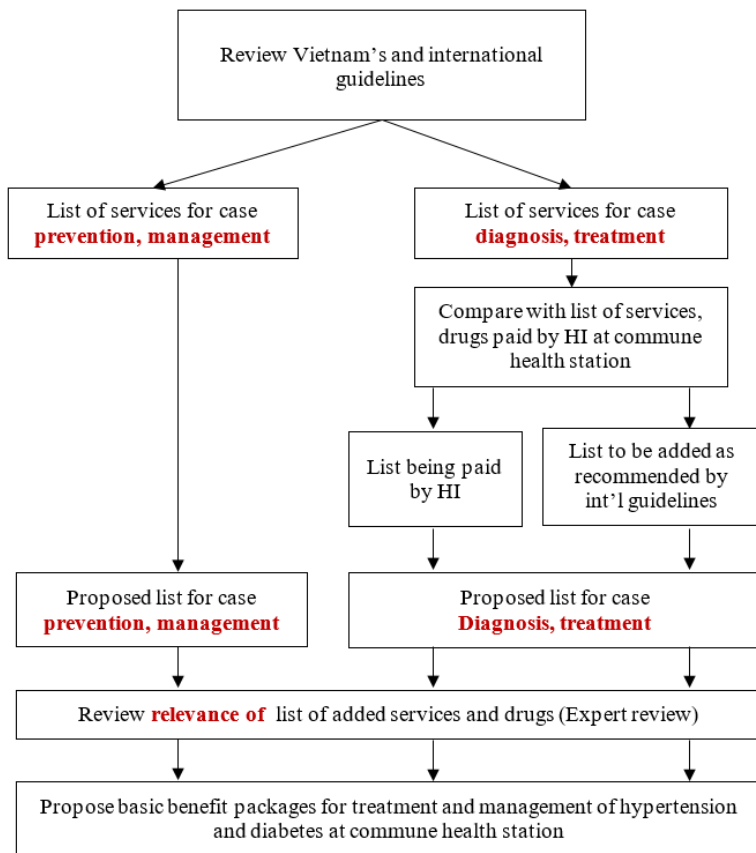 Review Vietnam's and international
guidelines
List of services for case
prevention, management
List of services for case
diagnosis, treatment
Compare with list of services,
drugs paid by HI at commune
health station
List being paid
by HI
List to be added as
recommended by
int'l guidelines
Proposed list for case
prevention, management
Proposed list for case
Diagnosis, treatment
Review relevance of list of added services and drugs (Expert review)
Propose basic benefit packages for treatment and management of hypertension
and diabetes at commune health station